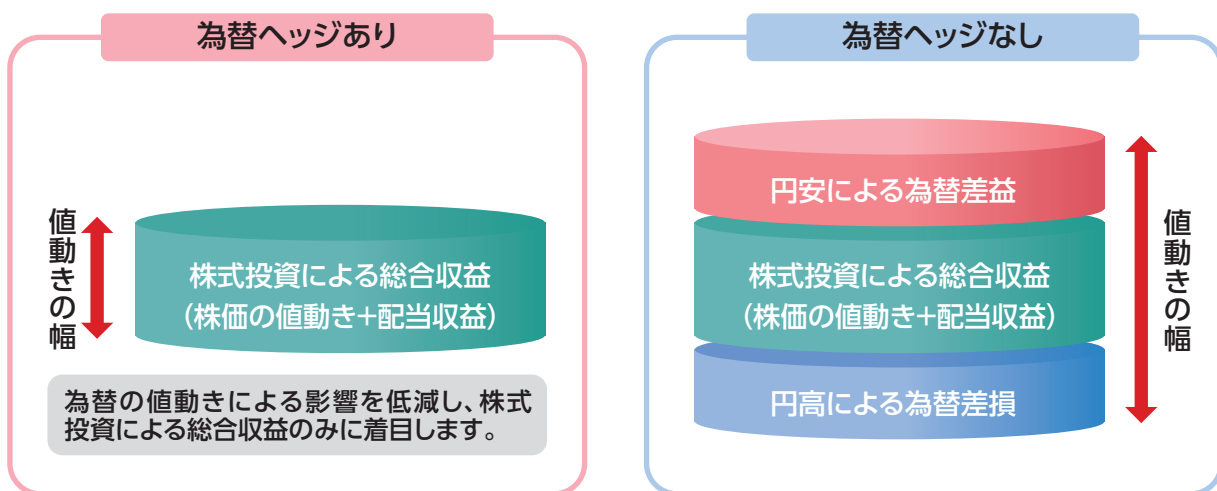 為替ヘッジあり
値動きの幅
株式投資による総合収益
（株価の値動き+配当収益）
為替の値動きによる影響を低減し、株式
投資による総合収益のみに着目します。
為替ヘッジなし
円安による為替差益
株式投資による総合収益
（株価の値動き+配当収益）
円高による為替差損
値動きの幅